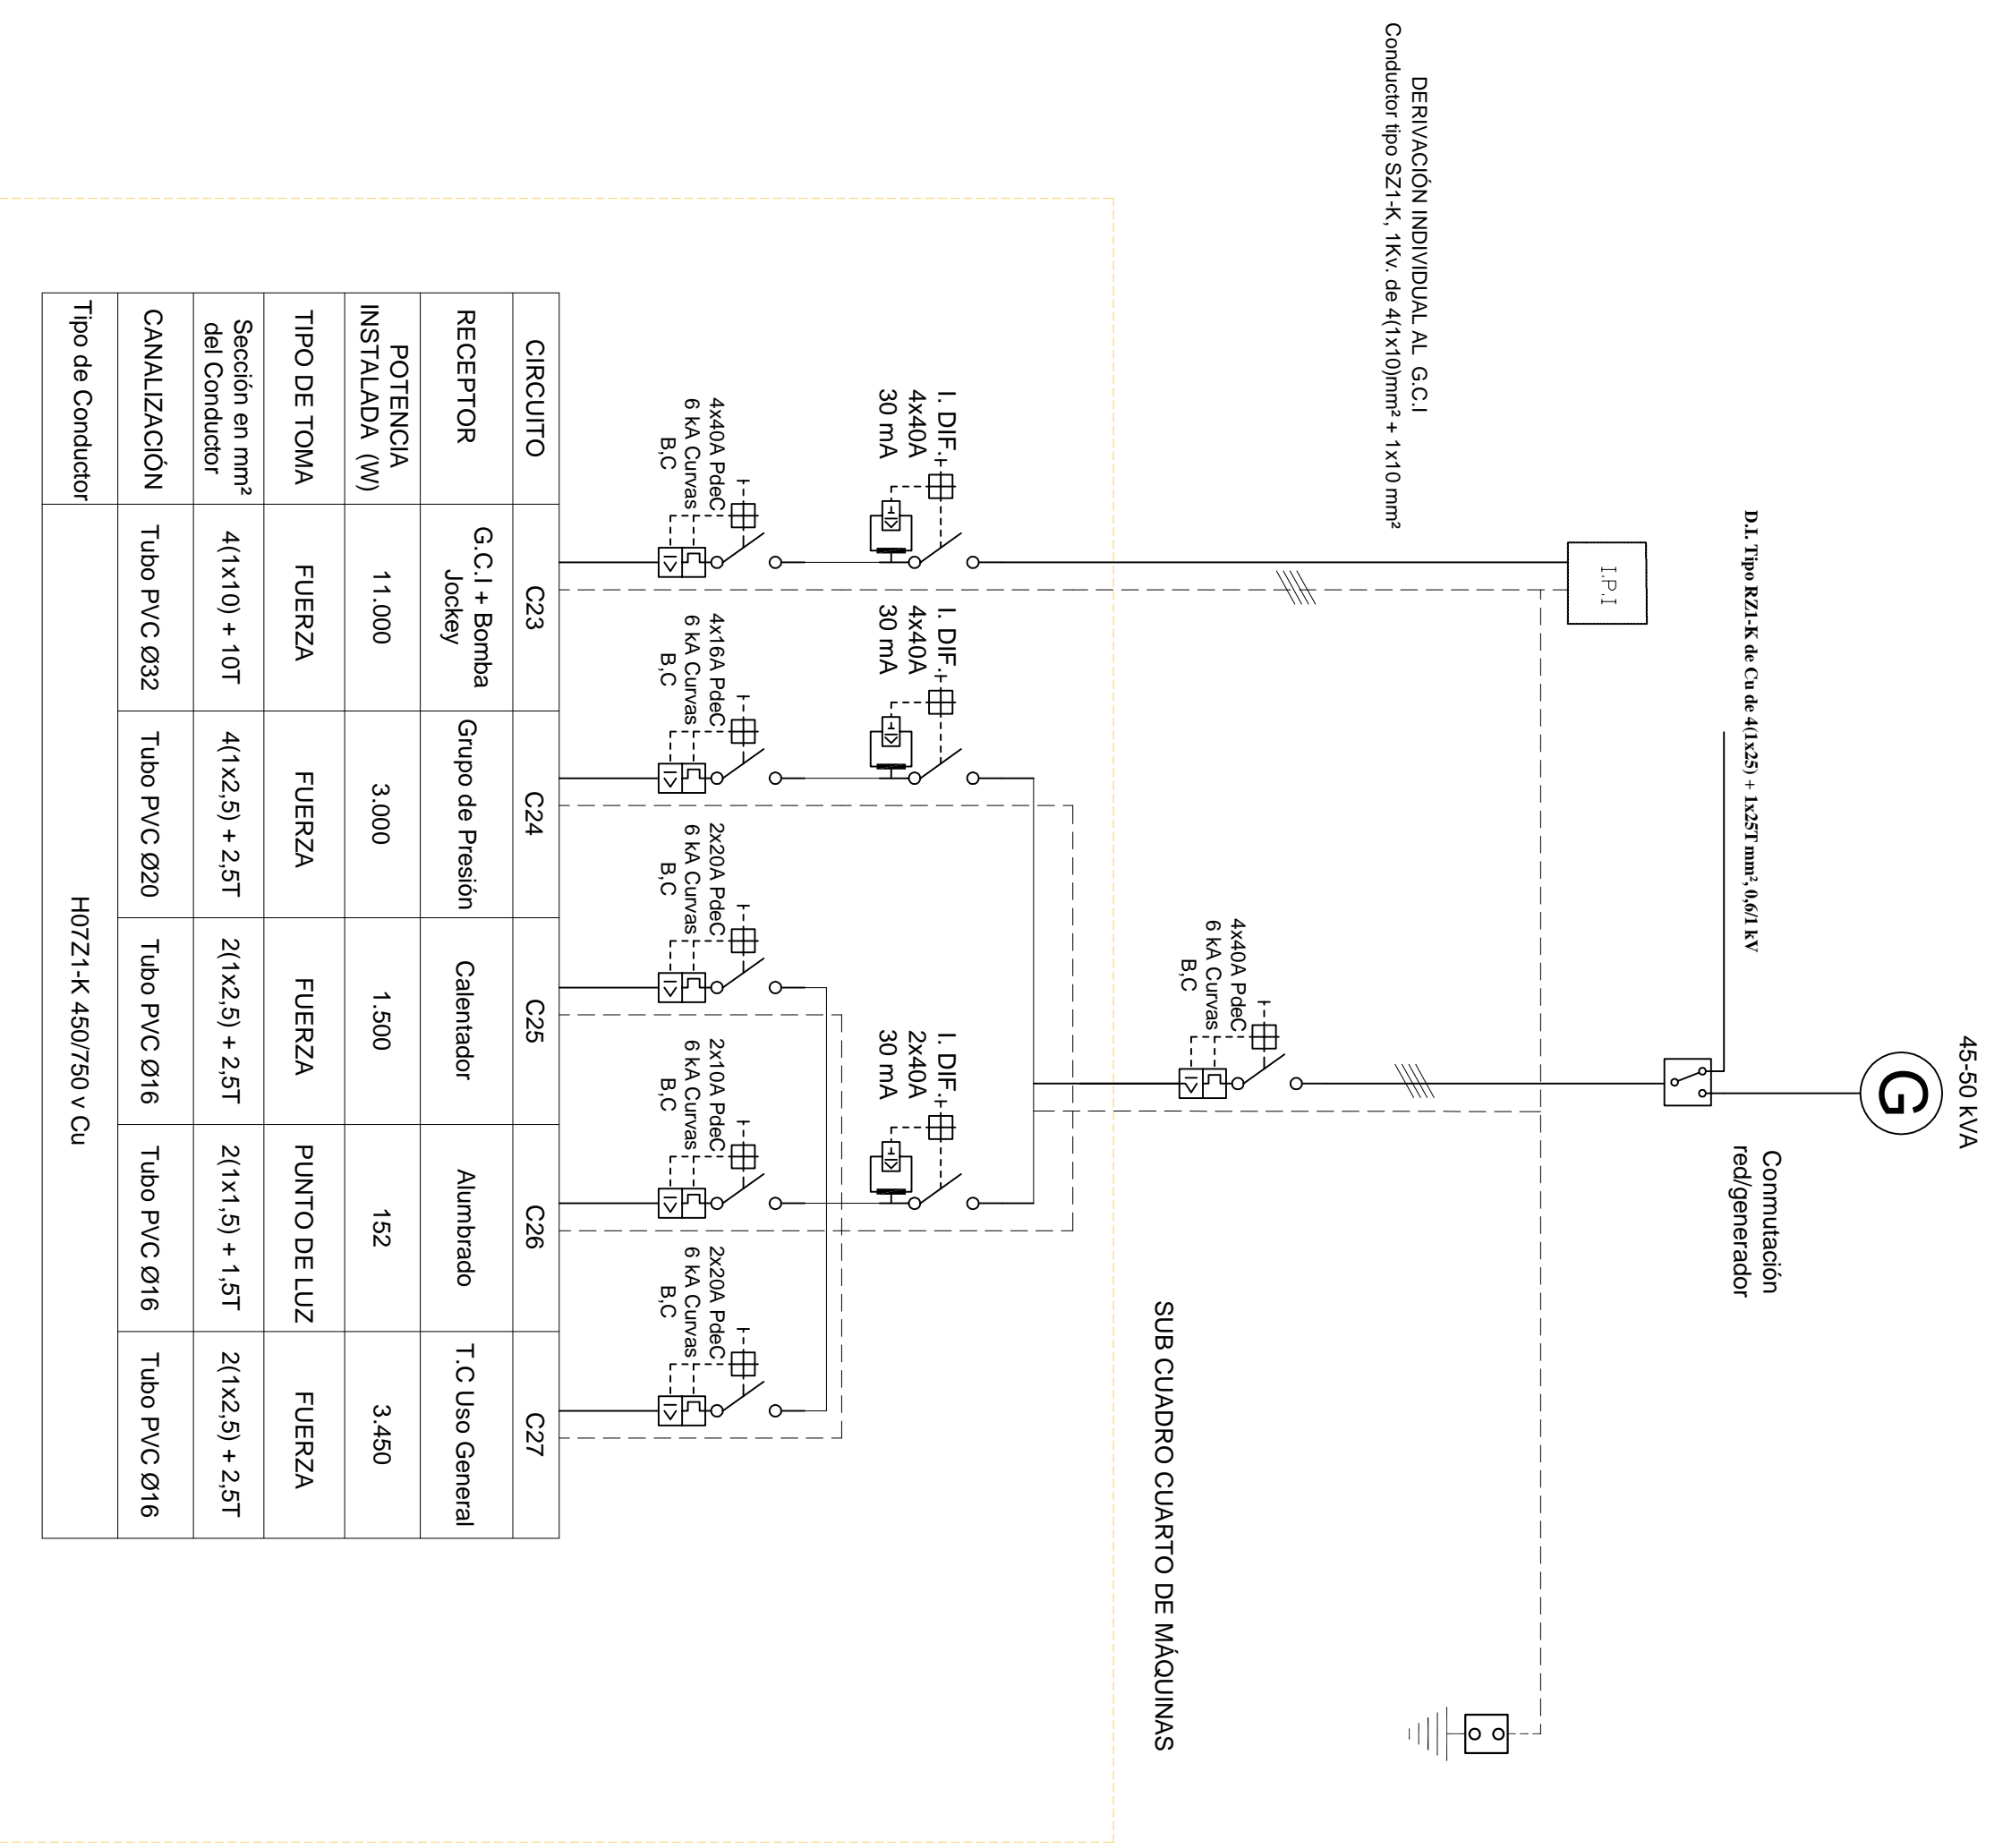 45-50 kVA
G
Conmutación
red/generador
D.I. Tipo RZ1-K de Cu de 4(1x25) + 1x25T mm², 0,6/1 kV
I.P.I
DERIVACIÓN INDIVIDUAL AL G.C.I
Conductor tipo SZ1-K, 1Kv. de 4(1x10)mm² + 1x10 mm²
4x40A PdeC
6 kA Curvas
B,C
SUB CUADRO CUARTO DE MÁQUINAS
I. DIF.
4x40A
30 mA
I. DIF.
4x40A
30 mA
I. DIF.
2x40A
30 mA
4x40A PdeC
6 kA Curvas
B,C
4x16A PdeC
6 kA Curvas
B,C
2x20A PdeC
6 kA Curvas
B,C
2x10A PdeC
6 kA Curvas
B,C
2x20A PdeC
6 kA Curvas
B,C
CIRCUITO C23 C24 C25 C26 C27
RECEPTOR G.C.I + Bomba Grupo de Presión Calentador Alumbrado T.C Uso General
Jockey
POTENCIA
INSTALADA (W) 11.000 3.000 1.500 152 3.450
TIPO DE TOMA FUERZA FUERZA FUERZA PUNTO DE LUZ FUERZA
Sección en mm²
del Conductor 4(1x10) + 10T 4(1x2,5) + 2,5T 2(1x2,5) + 2,5T 2(1x1,5) + 1,5T 2(1x2,5) + 2,5T
CANALIZACIÓN Tubo PVC Ø32 Tubo PVC Ø20 Tubo PVC Ø16 Tubo PVC Ø16 Tubo PVC Ø16
Tipo de Conductor H07Z1-K 450/750 v Cu